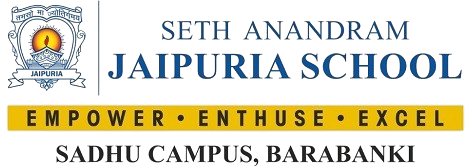 JAIPURIA
SETH ANANDRAM
JAIPURIA SCHOOL
EMPOWER • ENTHUSE • EXCEL
SADHU CAMPUS, BARABANKI